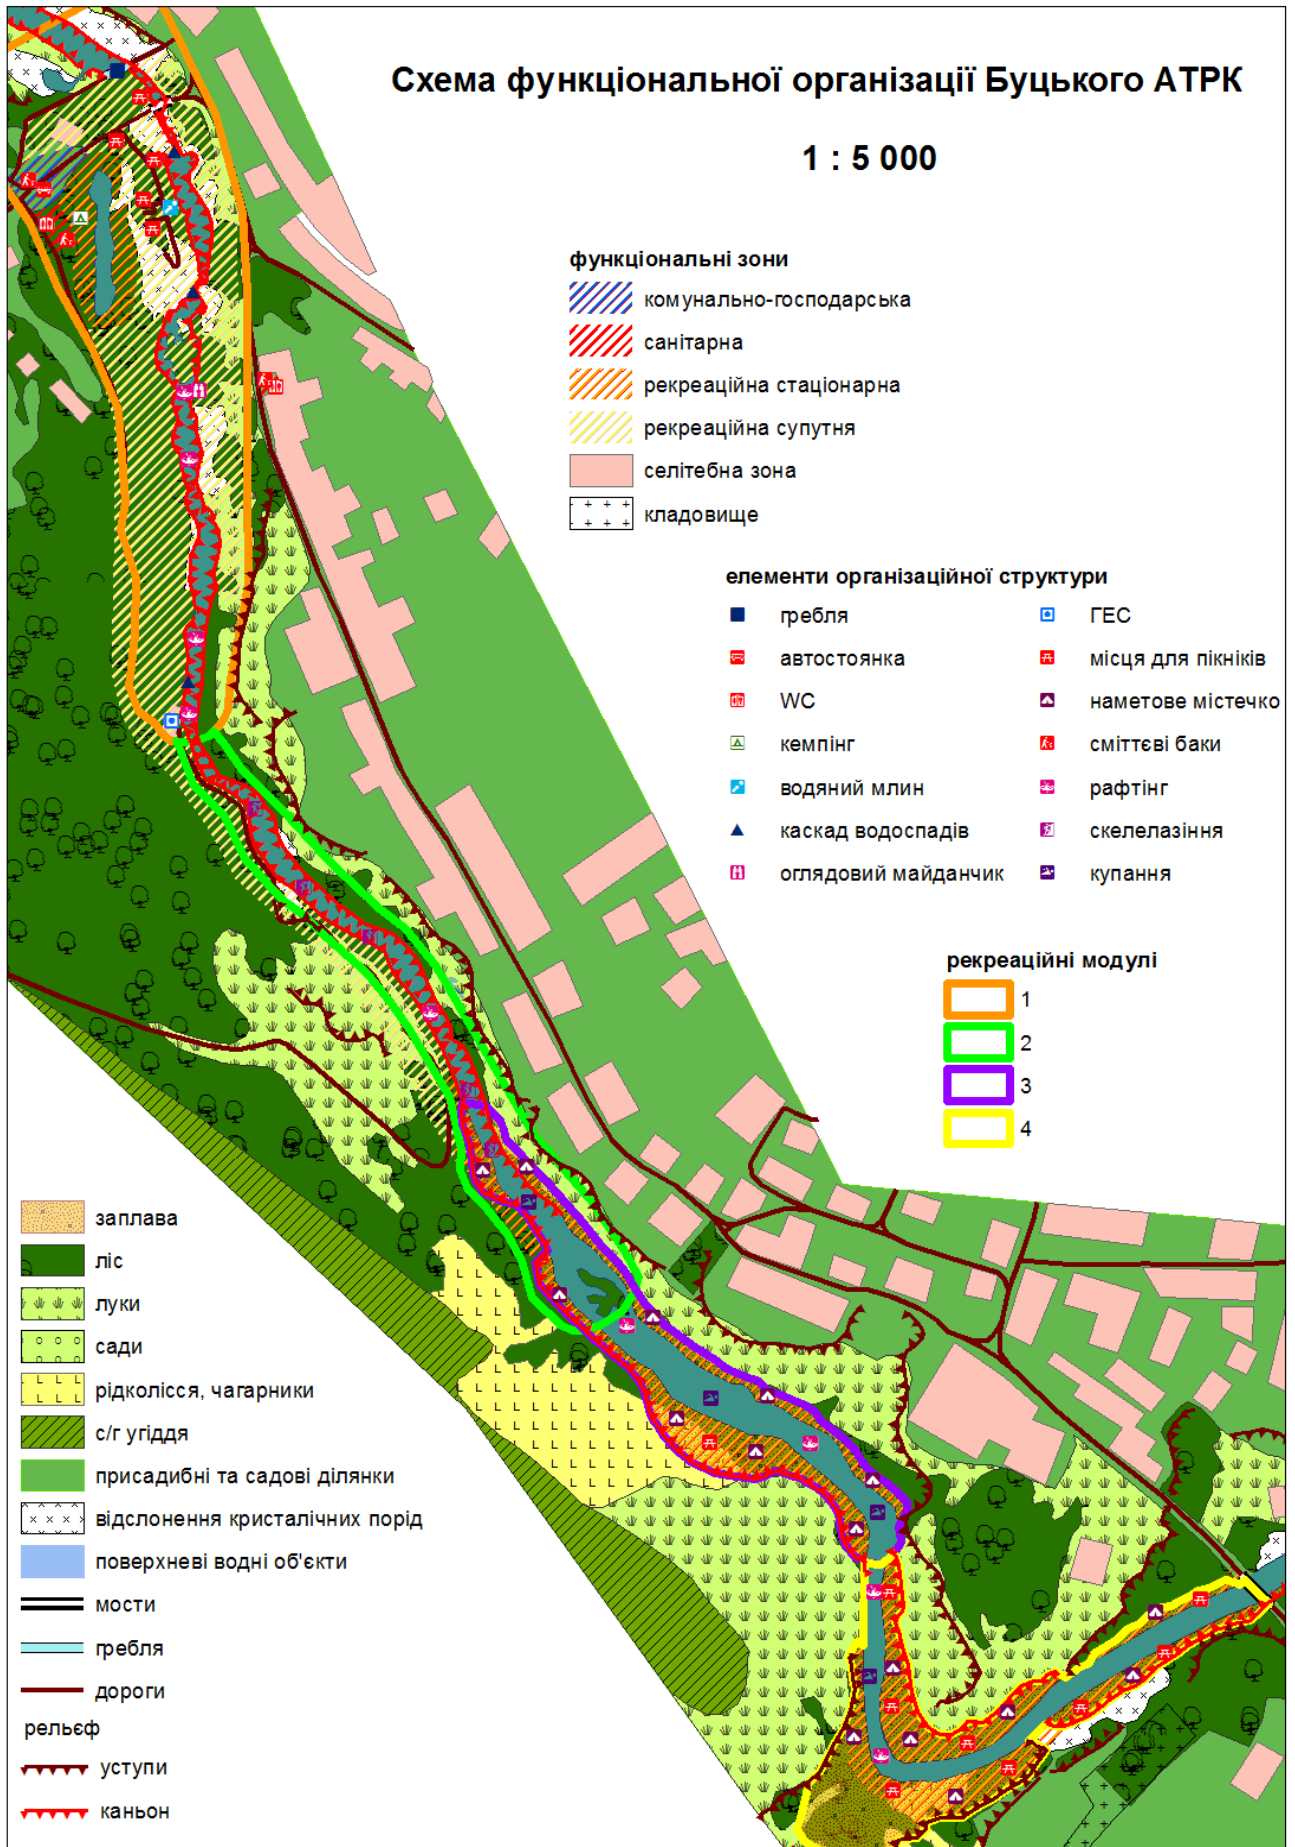 Схема функціональної організації Буцького АТРК
1 : 5 000
функціональні зони
комунально-господарська
санітарна
рекреаційна стаціонарна
рекреаційна супутня
селітебна зона
кладовище
елементи організаційної структури
гребля
ГЕС
автостоянка
місця для пікніків
WC
наметове містечко
кемпінг
сміттєві баки
водяний млин
рафтінг
каскад водоспадів
скелелазіння
оглядовий майданчик
купання
рекреаційні модулі
1
2
3
4
заплава
ліс
луки
сади
рідколісся, чагарники
с/г угіддя
присадибні та садові ділянки
відслонення кристалічних порід
поверхневі водні об'єкти
мости
гребля
дороги
рельєф
уступи
каньон